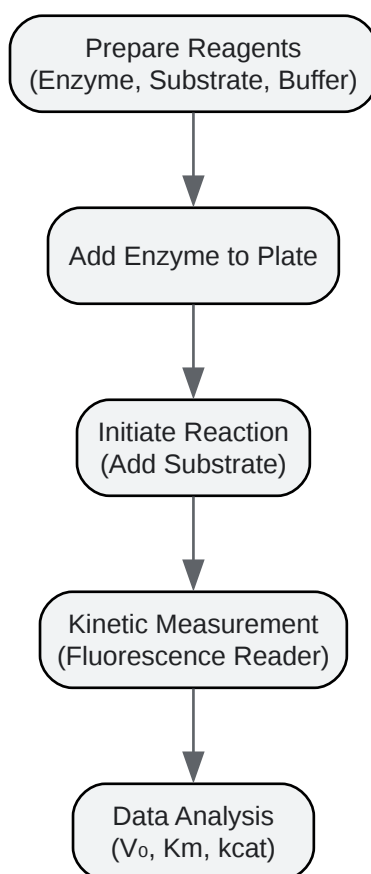 Prepare Reagents
(Enzyme, Substrate, Buffer)
Add Enzyme to Plate
Initiate Reaction
(Add Substrate)
Kinetic Measurement
(Fluorescence Reader)
Data Analysis
(V₀, Km, kcat)